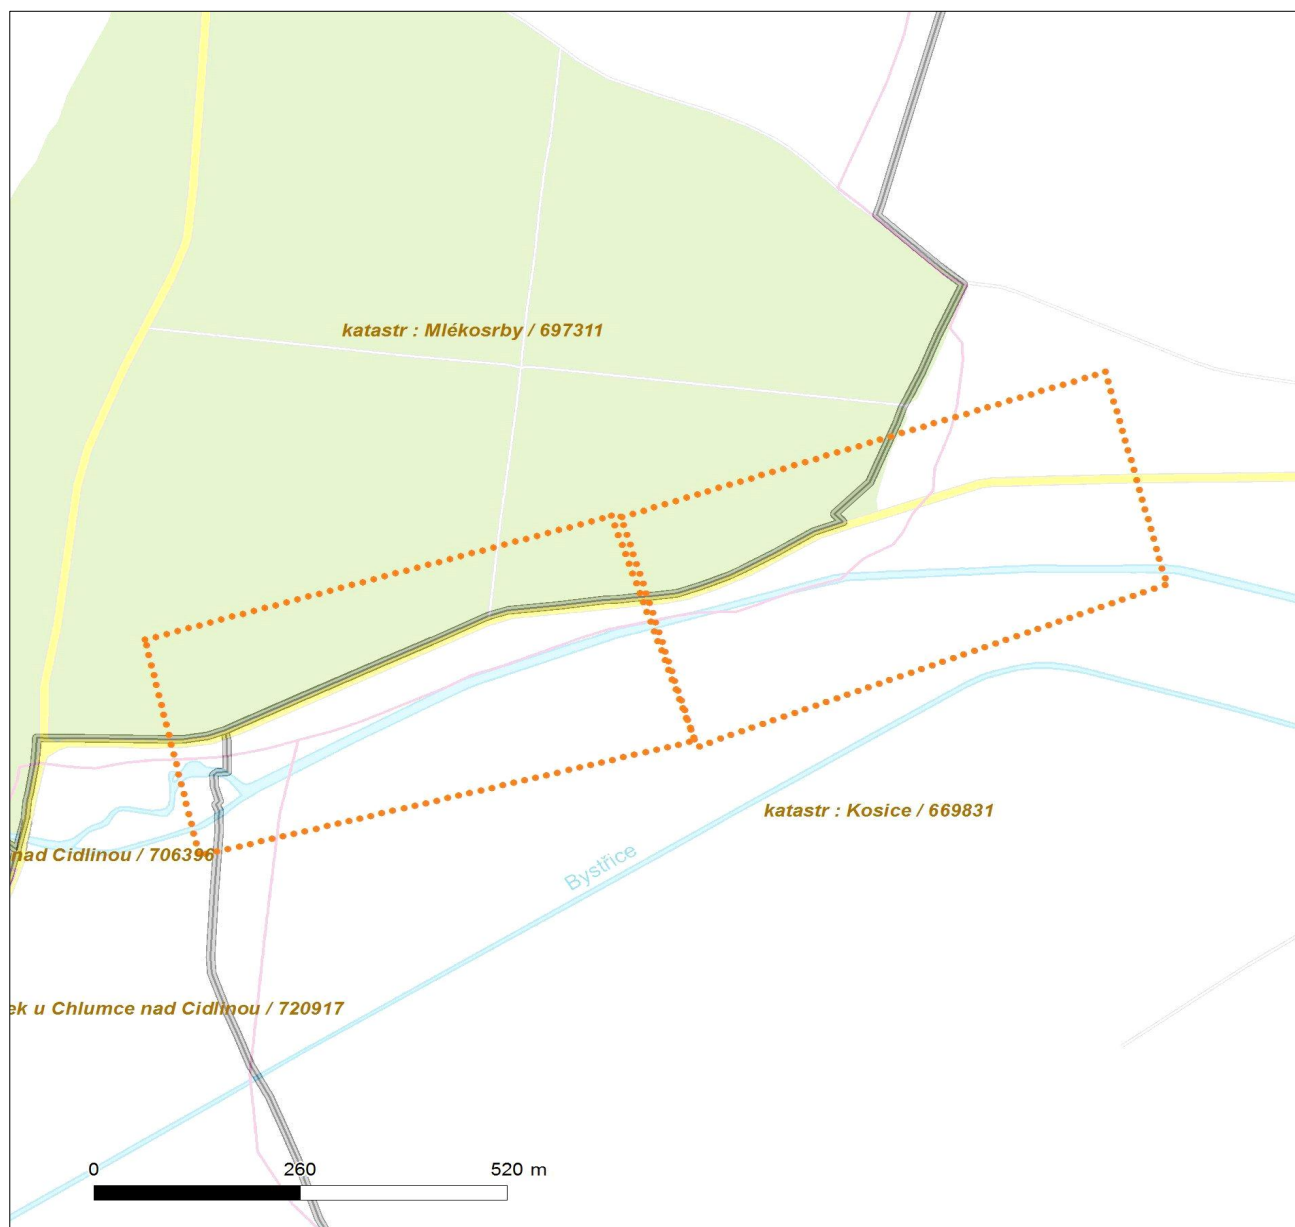 katastr : Mlékosrby / 697311
katastr : Kosice / 669831
nad Cidlinou / 706396
Bystřice
ek u Chlumce nad Cidlinou / 720917
0 260 520 m